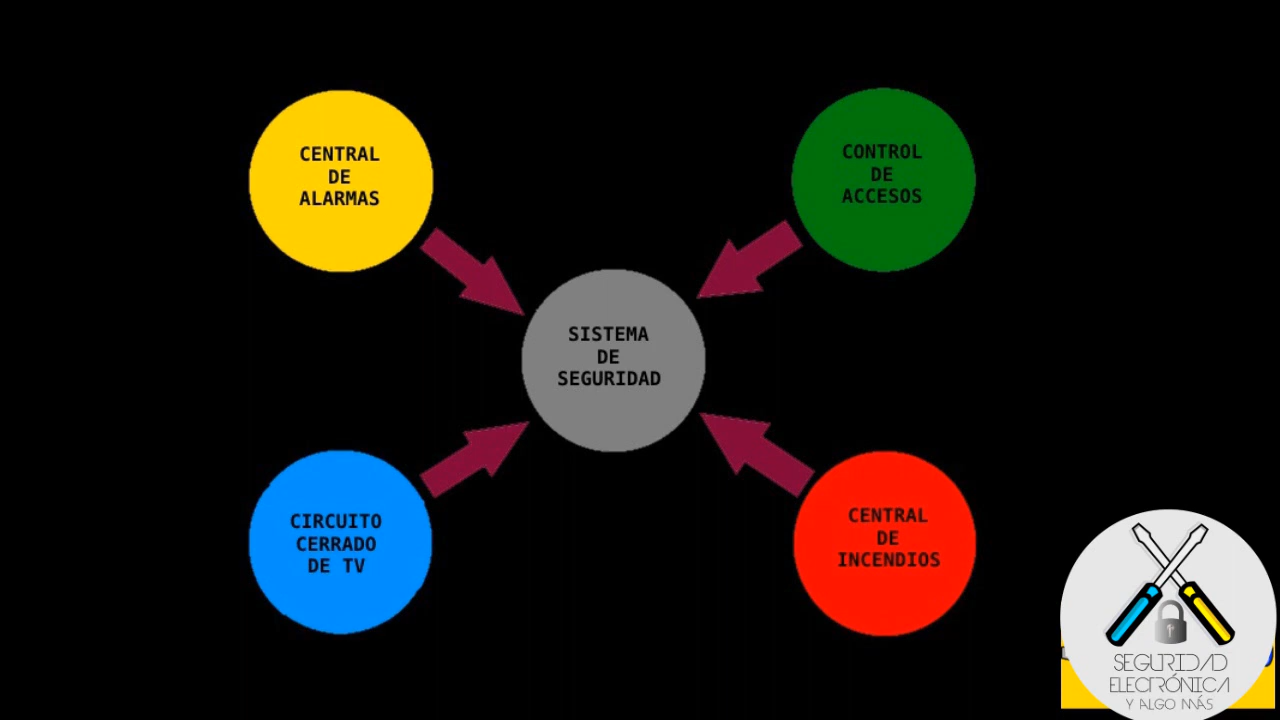 CENTRAL
DE
ALARMAS
CONTROL
DE
ACCESOS
SISTEMA
DE
SEGURIDAD
CIRCUITO
CERRADO
DE TV
CENTRAL
DE
INCENDIOS
SEGURIDAD
ELECTRÓNICA
Y ALGO MÁS